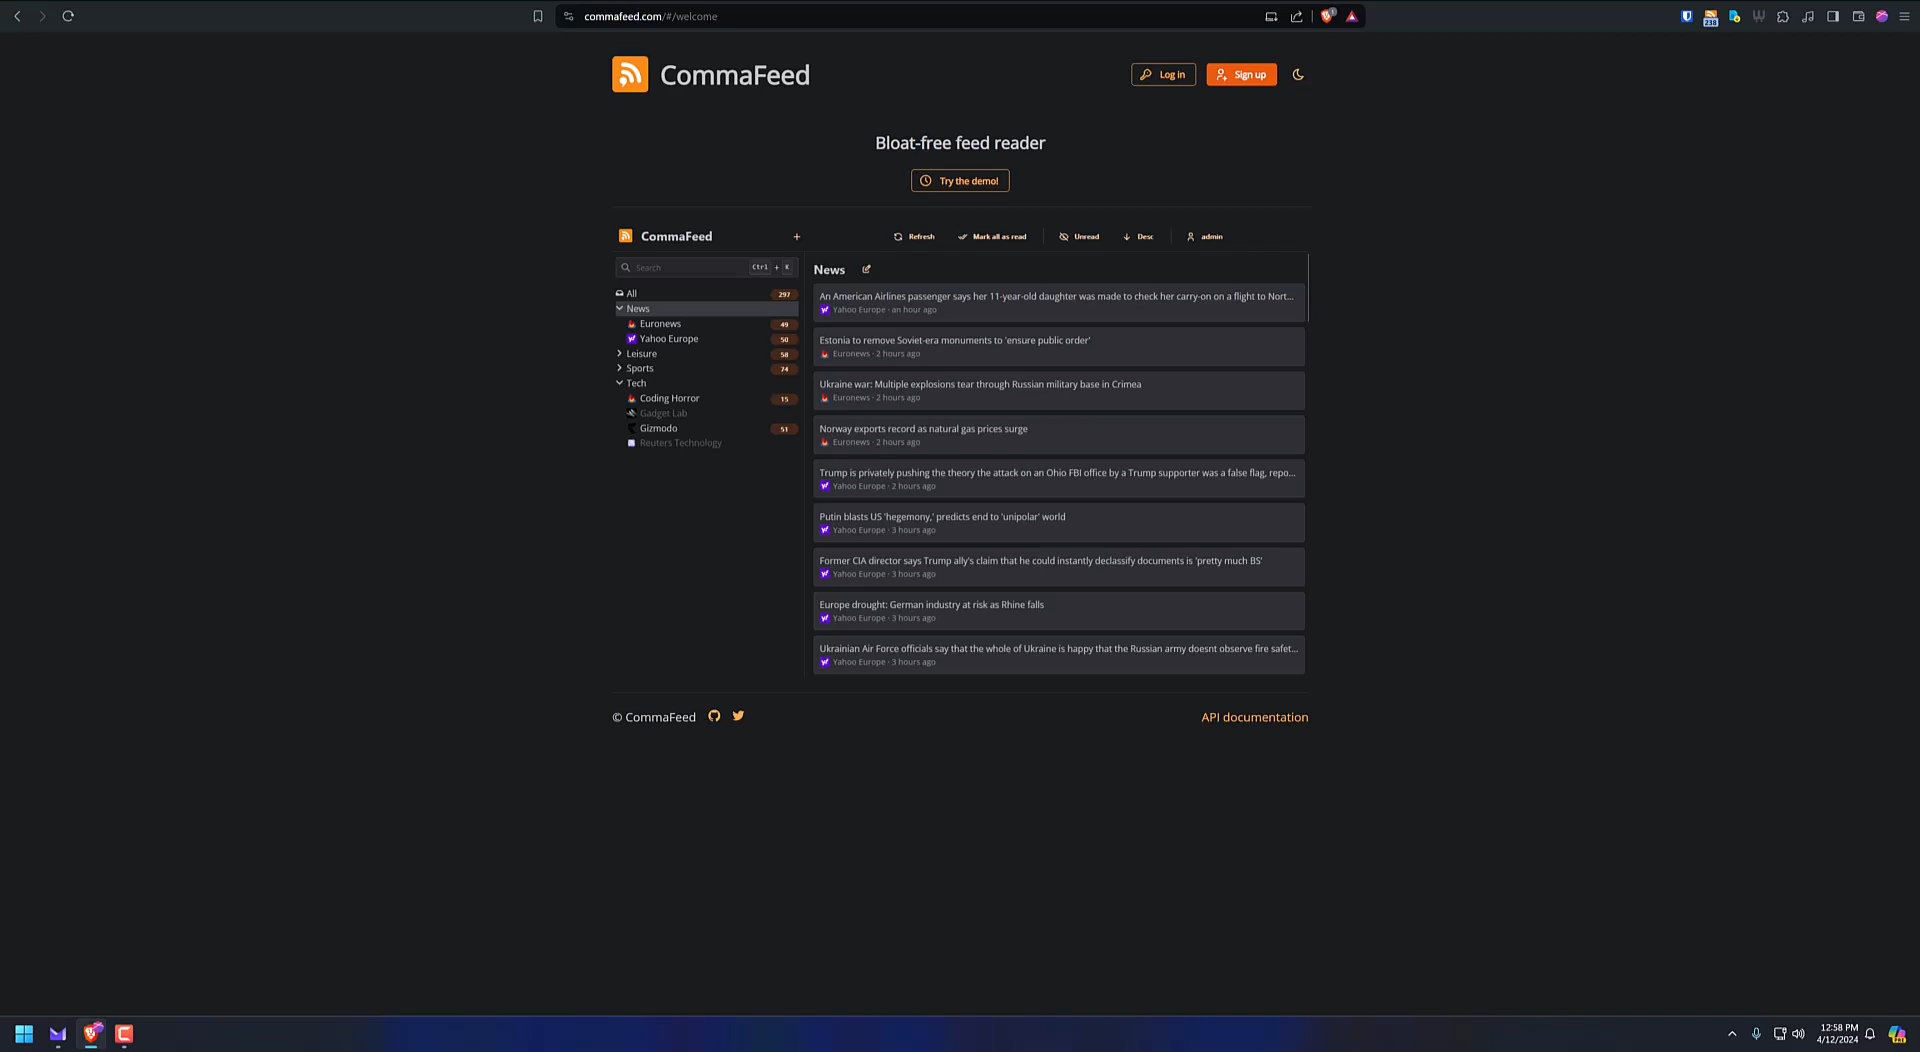 commafeed.com/#/welcome
238
CommaFeed
Log in
Sign up
Bloat-free feed reader
Try the demo!
CommaFeed
+
Refresh
Mark all as read
Unread
Desc
admin
Search
Ctrl + K
All 297
News
Euronews 49
Yahoo Europe 50
Leisure 58
Sports 74
Tech
Coding Horror 15
Gadget Lab
Gizmodo 51
Reuters Technology
News
An American Airlines passenger says her 11-year-old daughter was made to check her carry-on on a flight to Nort...
Yahoo Europe · an hour ago
Estonia to remove Soviet-era monuments to 'ensure public order'
Euronews · 2 hours ago
Ukraine war: Multiple explosions tear through Russian military base in Crimea
Euronews · 2 hours ago
Norway exports record as natural gas prices surge
Euronews · 2 hours ago
Trump is privately pushing the theory the attack on an Ohio FBI office by a Trump supporter was a false flag, repo...
Yahoo Europe · 2 hours ago
Putin blasts US 'hegemony,' predicts end to 'unipolar' world
Yahoo Europe · 3 hours ago
Former CIA director says Trump ally's claim that he could instantly declassify documents is 'pretty much BS'
Yahoo Europe · 3 hours ago
Europe drought: German industry at risk as Rhine falls
Yahoo Europe · 3 hours ago
Ukrainian Air Force officials say that the whole of Ukraine is happy that the Russian army doesnt observe fire safet...
Yahoo Europe · 3 hours ago
© CommaFeed
API documentation
12:58 PM
4/12/2024